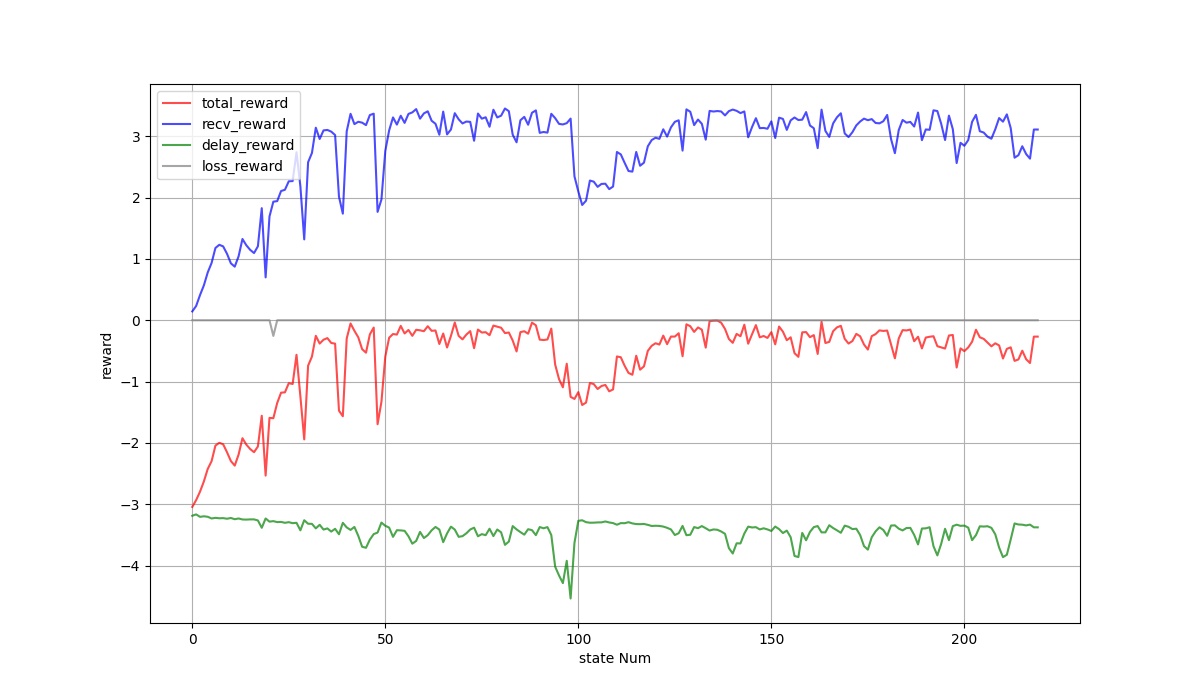 total_reward
recv_reward
delay_reward
loss_reward
3
2
1
0
−1
−2
−3
−4
reward
0
50
100
150
200
state Num